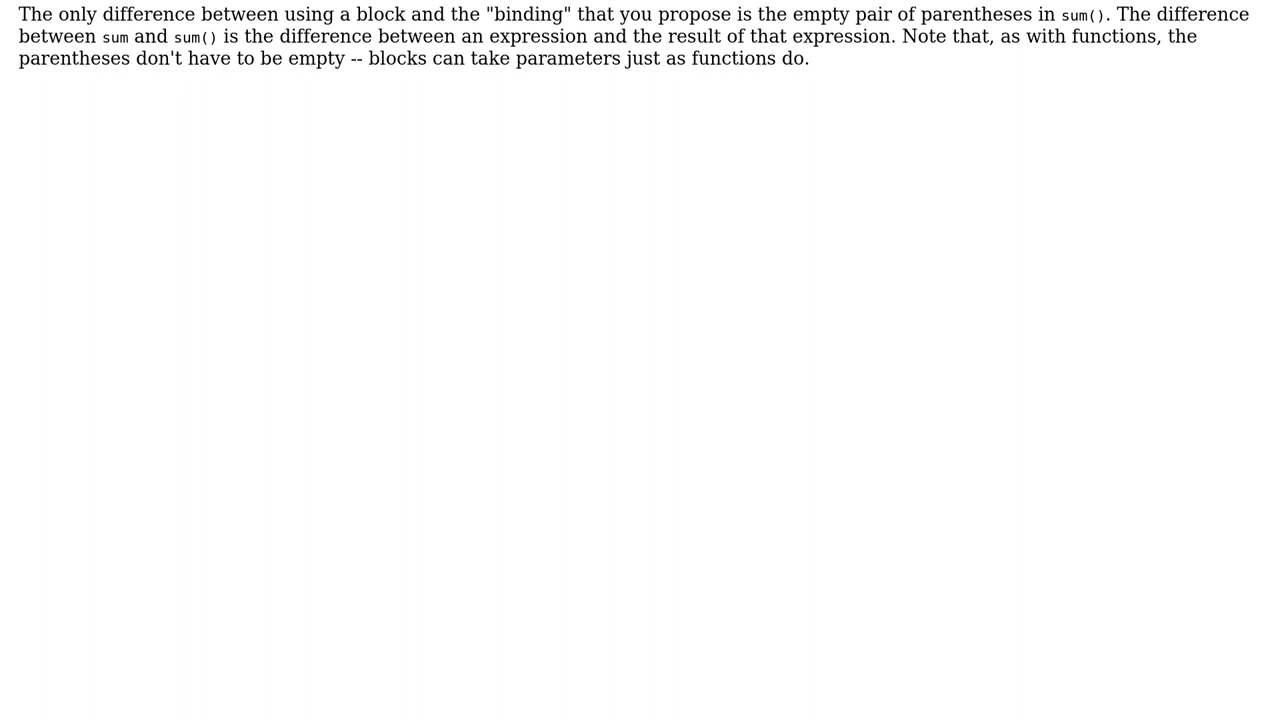 The only difference between using a block and the "binding" that you propose is the empty pair of parentheses in sum(). The difference
between sum and sum() is the difference between an expression and the result of that expression. Note that, as with functions, the
parentheses don't have to be empty -- blocks can take parameters just as functions do.